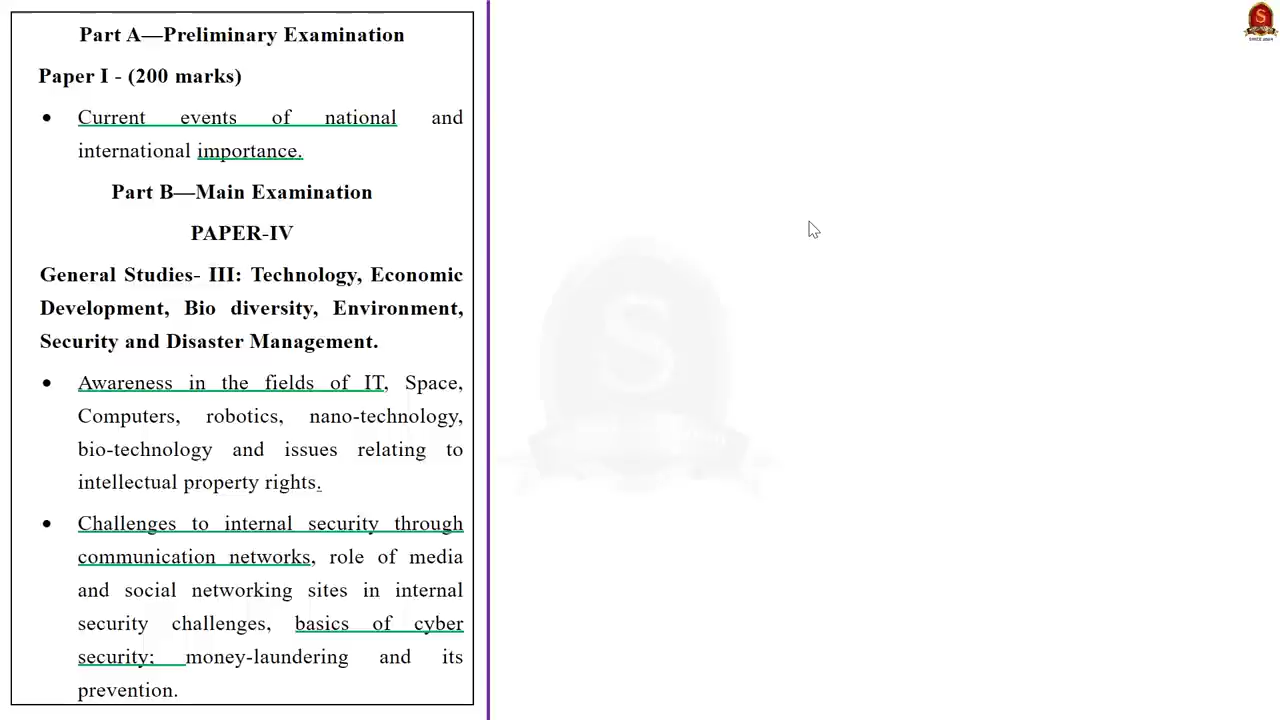 Part A—Preliminary Examination
Paper I - (200 marks)
• Current events of national and
international importance.
Part B—Main Examination
PAPER-IV
General Studies- III: Technology, Economic
Development, Bio diversity, Environment,
Security and Disaster Management.
• Awareness in the fields of IT, Space,
Computers, robotics, nano-technology,
bio-technology and issues relating to
intellectual property rights.
• Challenges to internal security through
communication networks, role of media
and social networking sites in internal
security challenges, basics of cyber
security; money-laundering and its
prevention.
S
S